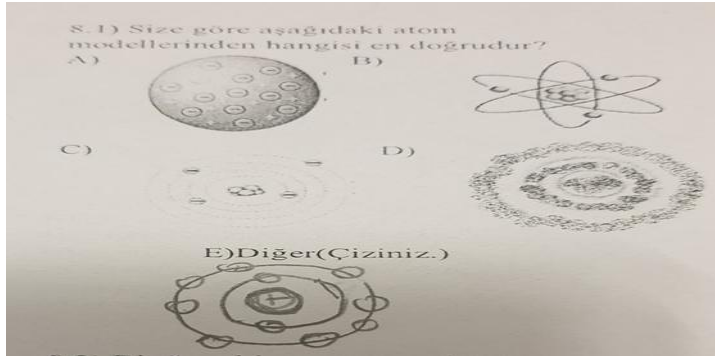 8.1) Size göre aşağıdaki atom
modellerinden hangisi en doğrudur?
A)
B)
C)
D)
E)Diğer(Çiziniz.)